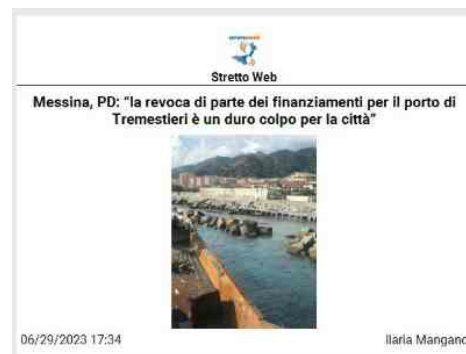 Stretto Web
Messina, PD: “la revoca di parte dei finanziamenti per il porto di
Tremestieri è un duro colpo per la città”
06/29/2023 17:34
Ilaria Mangano